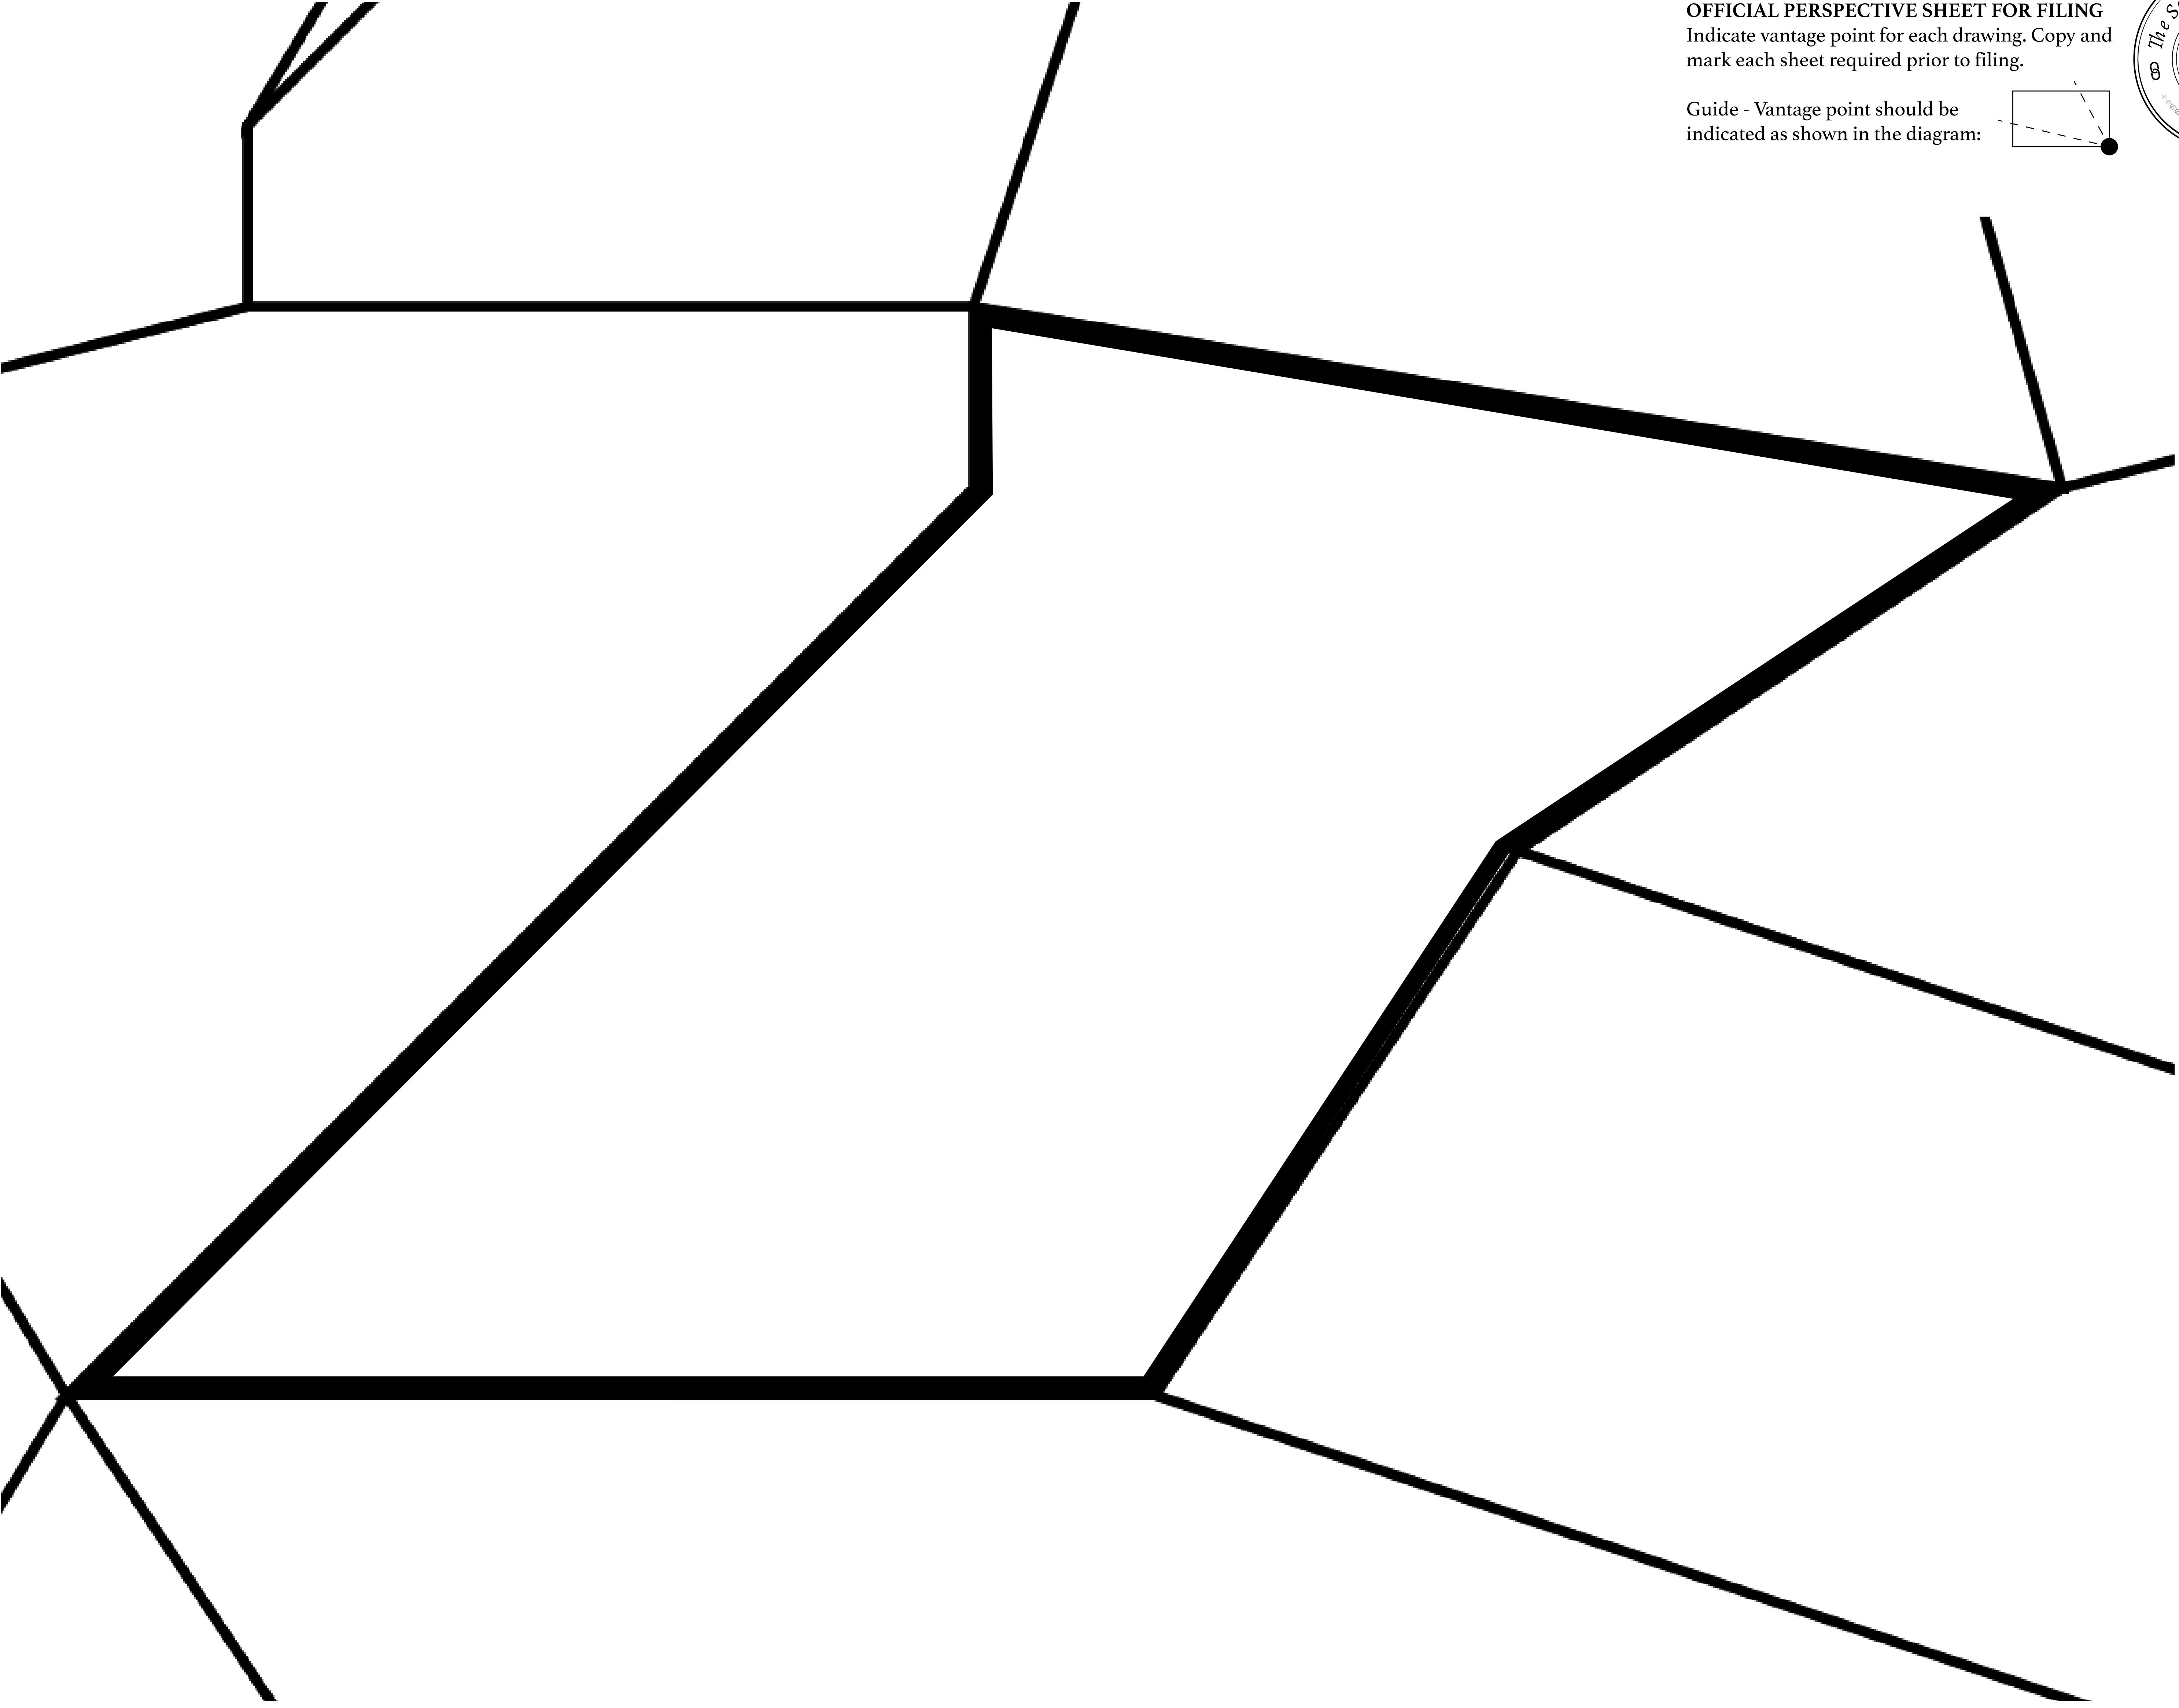 OFFICIAL PERSPECTIVE SHEET FOR FILING
Indicate vantage point for each drawing. Copy and
mark each sheet required prior to filing.
Guide - Vantage point should be
indicated as shown in the diagram:
The